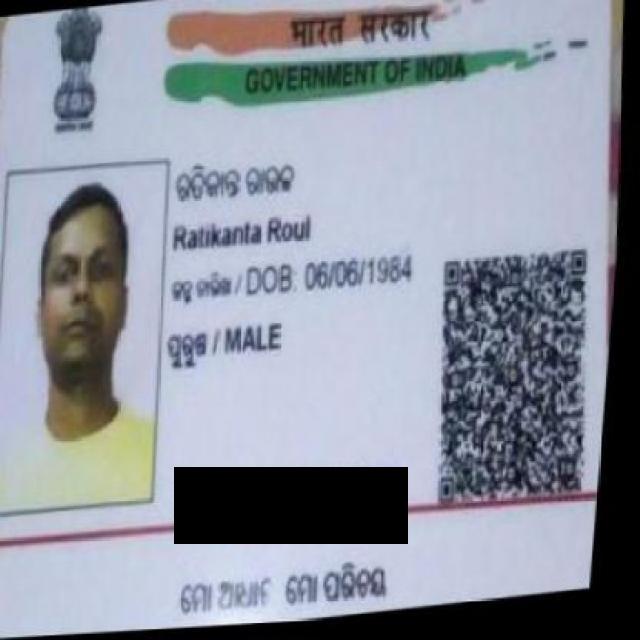 भारत सरकार
GOVERNMENT OF INDIA
ରତିକାନ୍ତ ରାଉଳ
Ratikanta Roul
ଜନ୍ମ ତାରିଖ / DOB: 06/06/1984
ପୁରୁଷ / MALE
ମୋ ଆଧାର ମୋ ପରିଚୟ